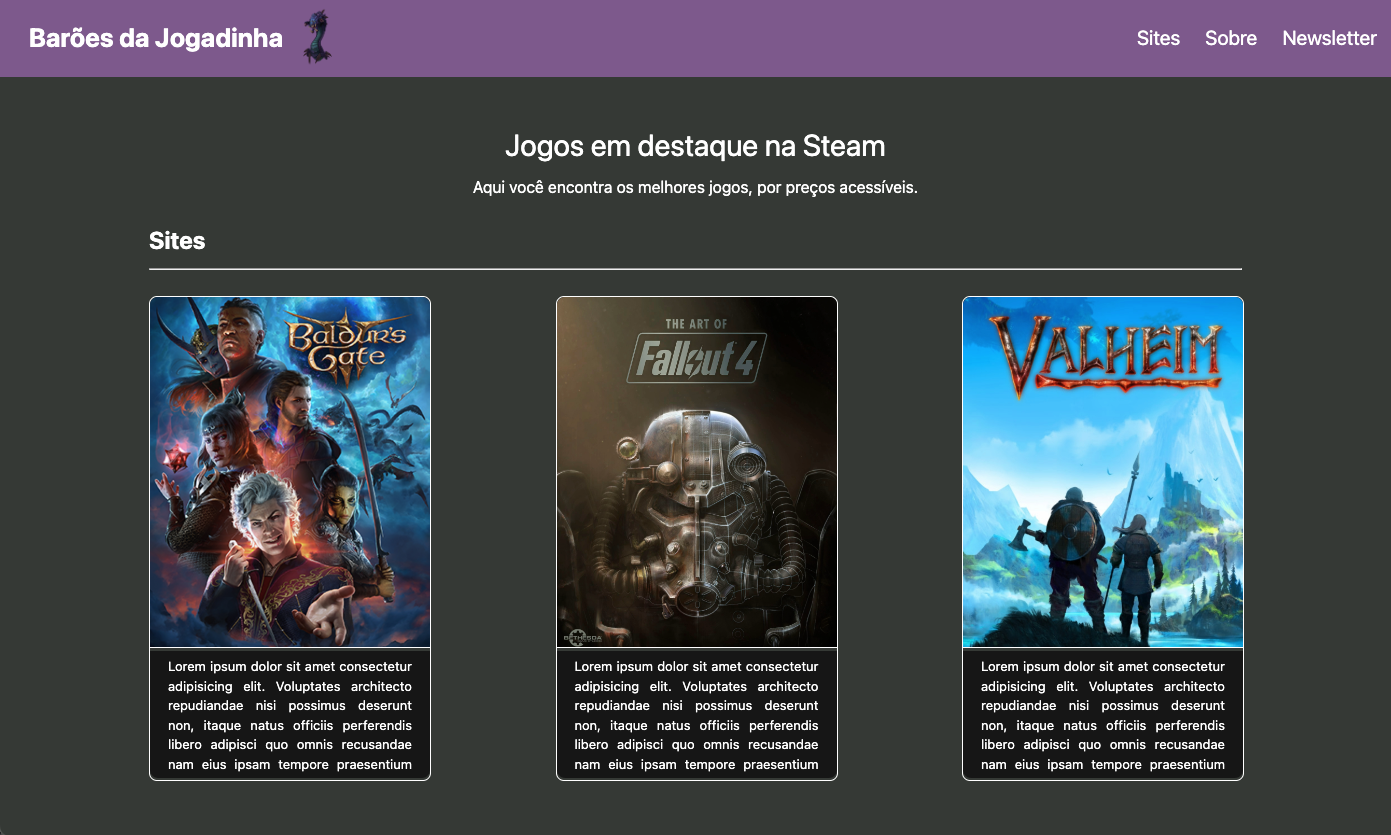 Barões da Jogadinha
Sites Sobre Newsletter
Jogos em destaque na Steam
Aqui você encontra os melhores jogos, por preços acessíveis.
Sites
Baldur's
Gate
THE ART OF
Fallout 4
BETHESDA
VALHEIM
Lorem ipsum dolor sit amet consectetur
adipisicing elit. Voluptates architecto
repudiandae nisi possimus deserunt
non, itaque natus officiis perferendis
libero adipisci quo omnis recusandae
nam eius ipsam tempore praesentium
Lorem ipsum dolor sit amet consectetur
adipisicing elit. Voluptates architecto
repudiandae nisi possimus deserunt
non, itaque natus officiis perferendis
libero adipisci quo omnis recusandae
nam eius ipsam tempore praesentium
Lorem ipsum dolor sit amet consectetur
adipisicing elit. Voluptates architecto
repudiandae nisi possimus deserunt
non, itaque natus officiis perferendis
libero adipisci quo omnis recusandae
nam eius ipsam tempore praesentium